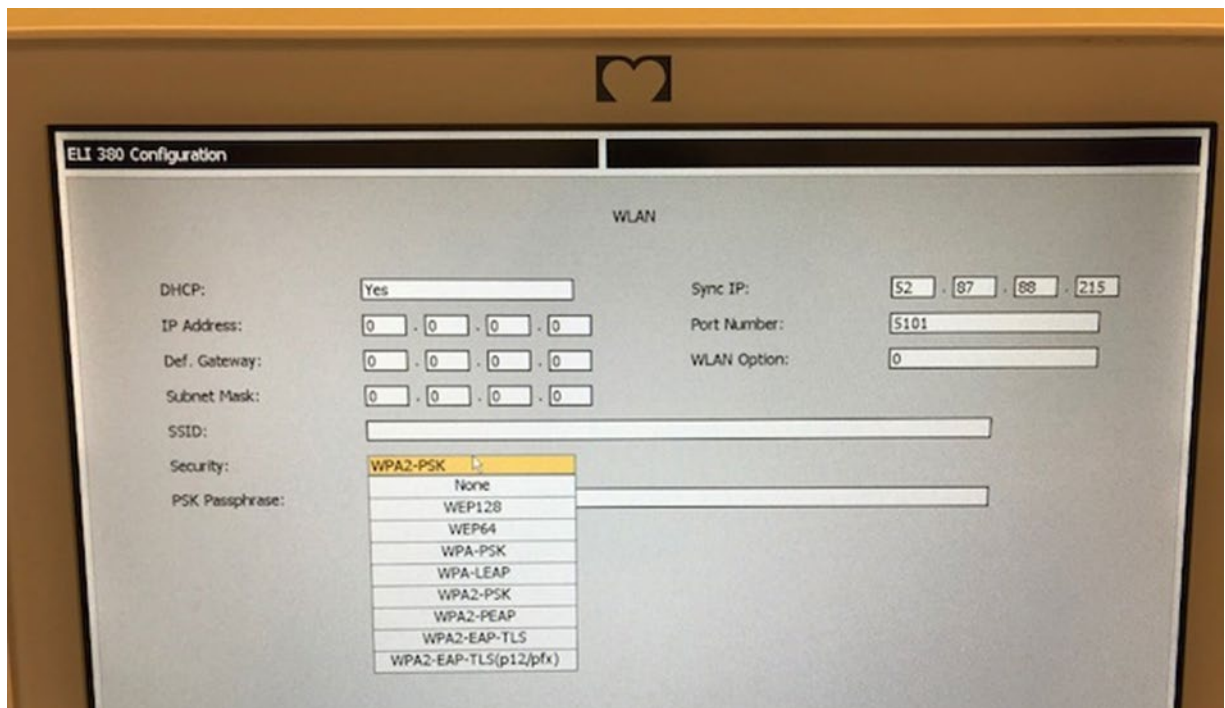 ELI 380 Configuration
WLAN
DHCP: Yes Sync IP: 52 . 87 . 88 . 215
IP Address: 0 . 0 . 0 . 0 Port Number: 5101
Def. Gateway: 0 . 0 . 0 . 0 WLAN Option: 0
Subnet Mask: 0 . 0 . 0 . 0
SSID:
Security: WPA2-PSK
None
PSK Passphrase:
WEP128
WEP64
WPA-PSK
WPA-LEAP
WPA2-PSK
WPA2-PEAP
WPA2-EAP-TLS
WPA2-EAP-TLS(p12/pfx)